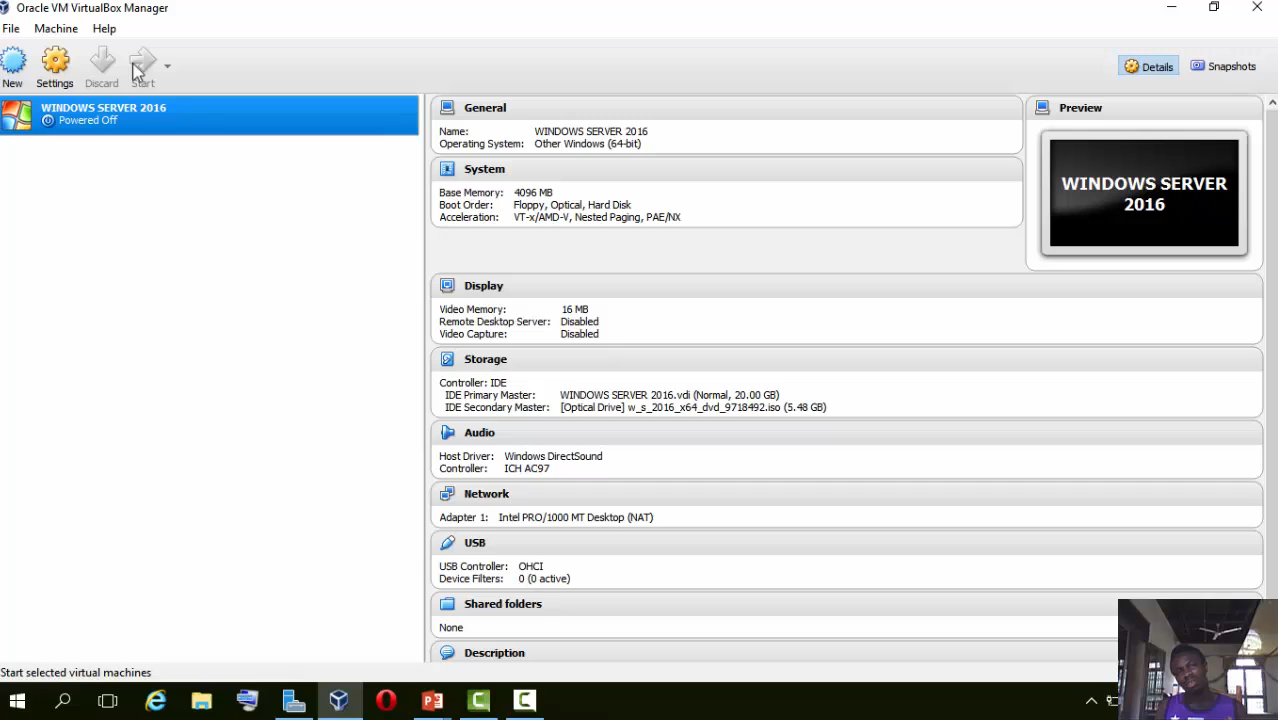 Oracle VM VirtualBox Manager
File Machine Help
New Settings Discard Start Details Snapshots
WINDOWS SERVER 2016
Powered Off
General
Name: WINDOWS SERVER 2016
Operating System: Other Windows (64-bit)
System
Base Memory: 4096 MB
Boot Order: Floppy, Optical, Hard Disk
Acceleration: VT-x/AMD-V, Nested Paging, PAE/NX
Preview
WINDOWS SERVER
2016
Display
Video Memory: 16 MB
Remote Desktop Server: Disabled
Video Capture: Disabled
Storage
Controller: IDE
IDE Primary Master: WINDOWS SERVER 2016.vdi (Normal, 20.00 GB)
IDE Secondary Master: [Optical Drive] w_s_2016_x64_dvd_9718492.iso (5.48 GB)
Audio
Host Driver: Windows DirectSound
Controller: ICH AC97
Network
Adapter 1: Intel PRO/1000 MT Desktop (NAT)
USB
USB Controller: OHCI
Device Filters: 0 (0 active)
Shared folders
None
Description
Start selected virtual machines